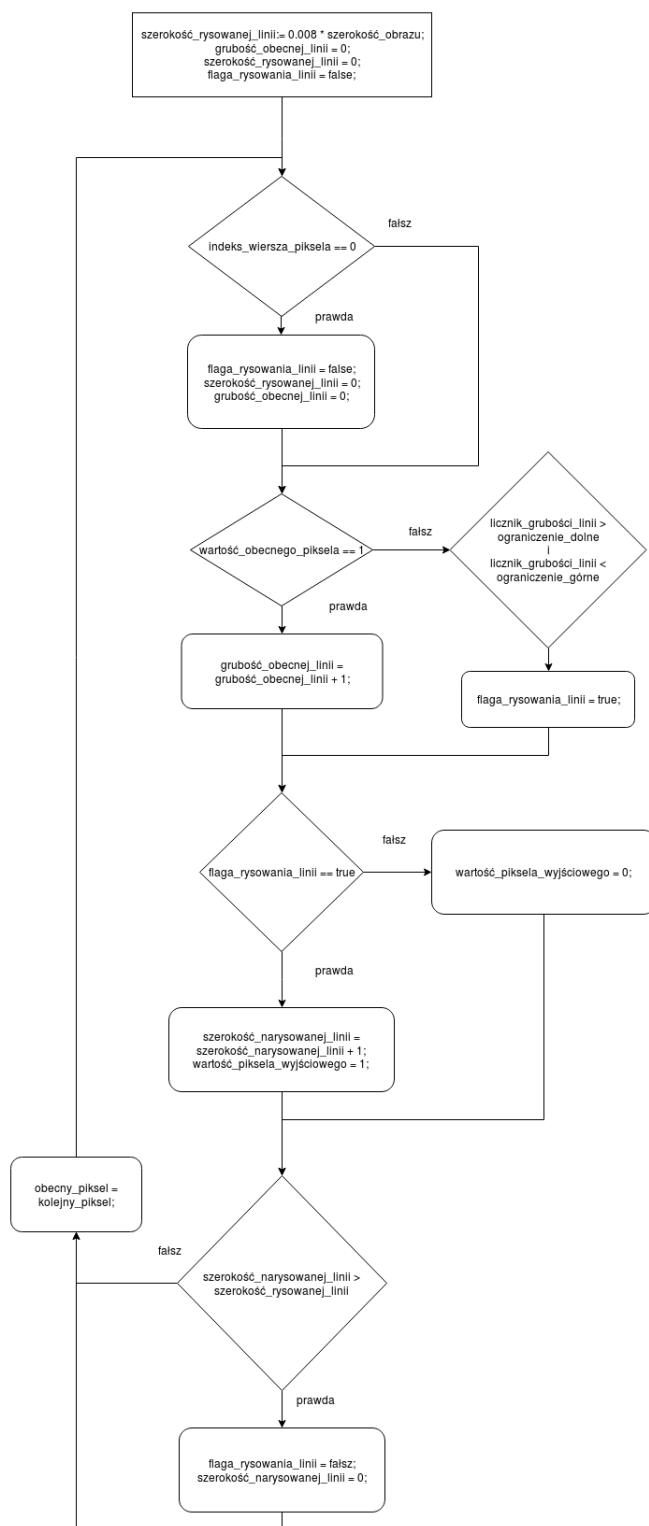 szerokość_rysowanej_linii:= 0.008 * szerokość_obrazu;
grubość_obecnej_linii = 0;
szerokość_rysowanej_linii = 0;
flaga_rysowania_linii = false;
fałsz
indeks_wiersza_piksela == 0
prawda
flaga_rysowania_linii = false;
szerokość_rysowanej_linii = 0;
grubość_obecnej_linii = 0;
licznik_grubości_linii >
ograniczenie_dolne
i
licznik_grubości_linii <
ograniczenie_górne
fałsz
wartość_obecnego_piksela == 1
prawda
grubość_obecnej_linii =
grubość_obecnej_linii + 1;
flaga_rysowania_linii = true;
fałsz
flaga_rysowania_linii == true
wartość_piksela_wyjściowego = 0;
prawda
szerokość_narysowanej_linii =
szerokość_narysowanej_linii + 1;
wartość_piksela_wyjściowego = 1;
obecny_piksel =
kolejny_piksel;
fałsz
szerokość_narysowanej_linii >
szerokość_rysowanej_linii
prawda
flaga_rysowania_linii = fałsz;
szerokość_narysowanej_linii = 0;